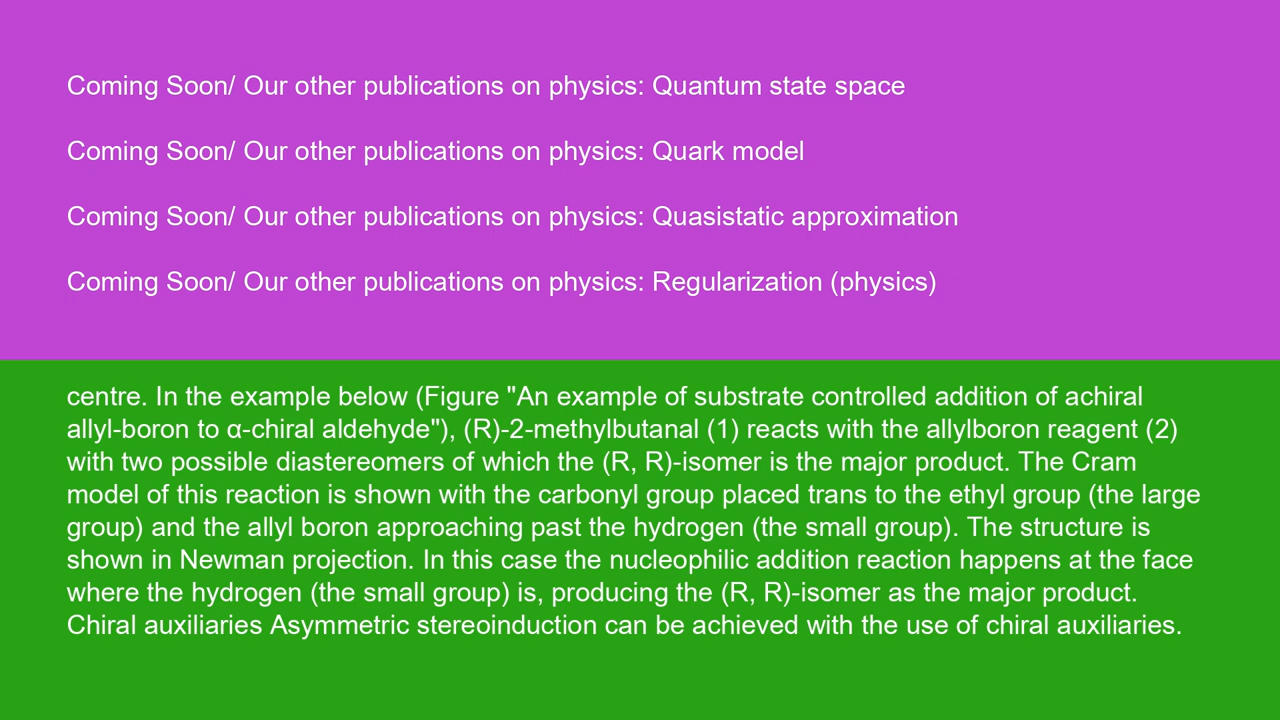 Coming Soon/ Our other publications on physics: Quantum state space
Coming Soon/ Our other publications on physics: Quark model
Coming Soon/ Our other publications on physics: Quasistatic approximation
Coming Soon/ Our other publications on physics: Regularization (physics)
centre. In the example below (Figure "An example of substrate controlled addition of achiral
allyl-boron to α-chiral aldehyde"), (R)-2-methylbutanal (1) reacts with the allylboron reagent (2)
with two possible diastereomers of which the (R, R)-isomer is the major product. The Cram
model of this reaction is shown with the carbonyl group placed trans to the ethyl group (the large
group) and the allyl boron approaching past the hydrogen (the small group). The structure is
shown in Newman projection. In this case the nucleophilic addition reaction happens at the face
where the hydrogen (the small group) is, producing the (R, R)-isomer as the major product.
Chiral auxiliaries Asymmetric stereoinduction can be achieved with the use of chiral auxiliaries.